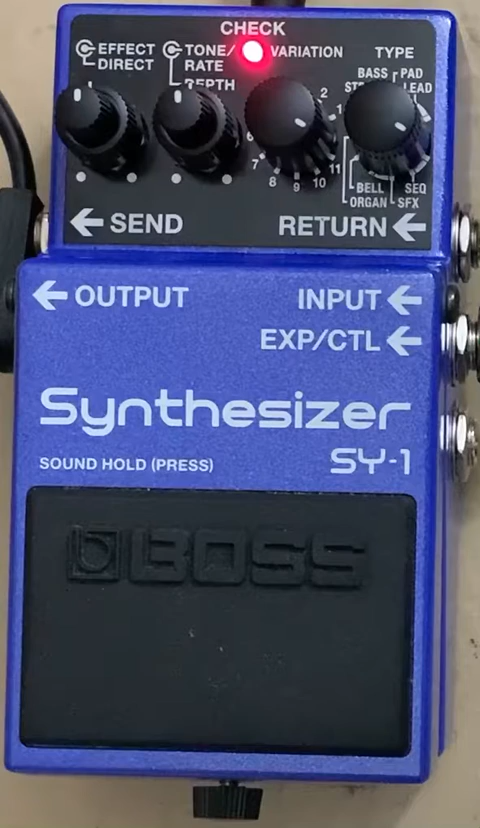 CHECK
EFFECT
DIRECT
TONE/
RATE
DEPTH
VARIATION
TYPE
BASS
PAD
LEAD
2
1
6
7
8
9
10
11
BELL
ORGAN
SEQ
SFX
SEND
RETURN
OUTPUT
INPUT
EXP/CTL
Synthesizer
SOUND HOLD (PRESS)
SY-1
BOSS